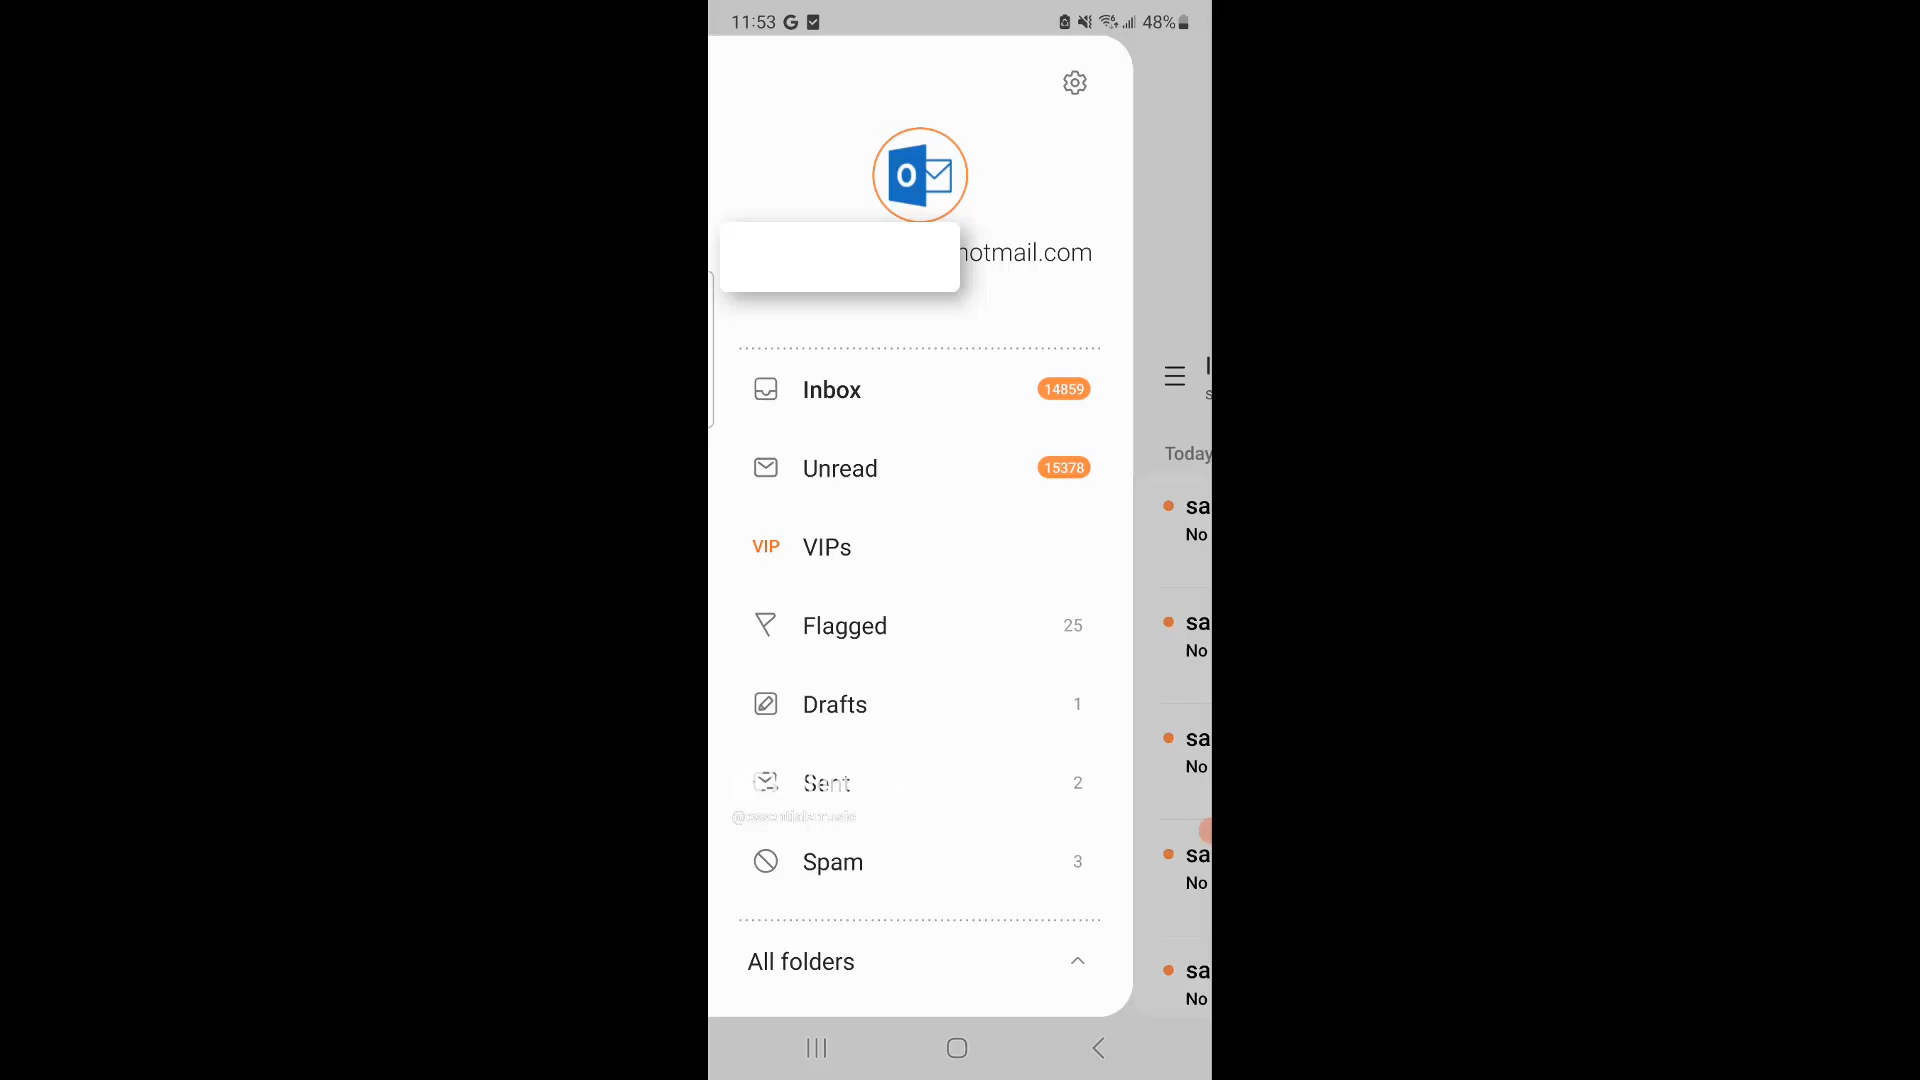 11:53 G 48%
O
hotmail.com
Inbox 14859
Unread 15378
VIP VIPs
Flagged 25
Drafts 1
Sent 2
Spam 3
All folders
Today
sa
No
sa
No
sa
No
sa
No
sa
No